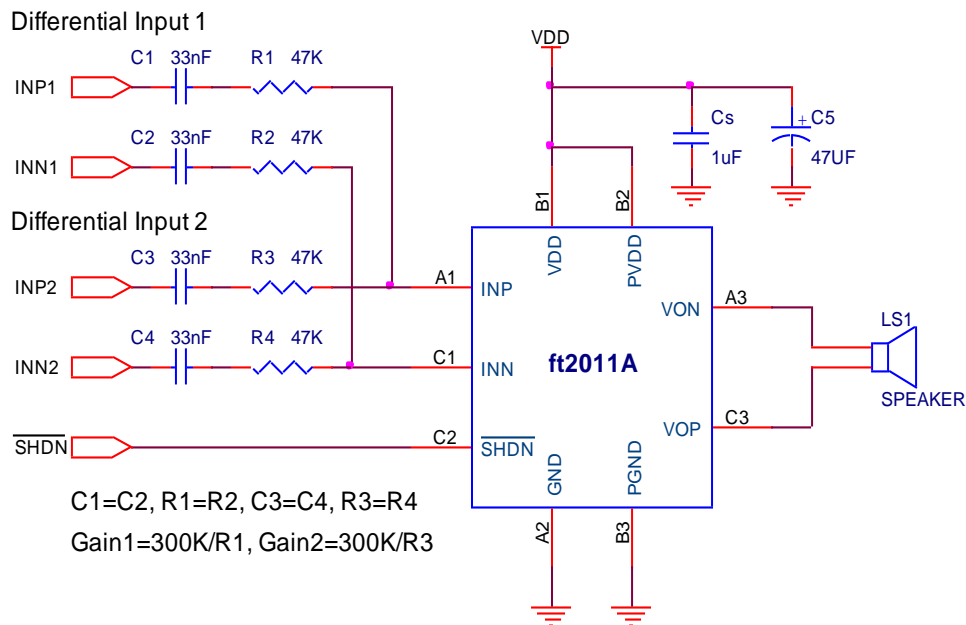 Differential Input 1
VDD
C1 33nF R1 47K
INP1
Cs
1uF
+ C5
47UF
C2 33nF R2 47K
INN1
B1
B2
Differential Input 2
VDD
PVDD
C3 33nF R3 47K
INP2
A1
INP
VON
A3
LS1
SPEAKER
C4 33nF R4 47K
INN2
C1
INN
ft2011A
VOP
C3
SHDN
C2
SHDN
GND
PGND
C1=C2, R1=R2, C3=C4, R3=R4
Gain1=300K/R1, Gain2=300K/R3
A2
B3